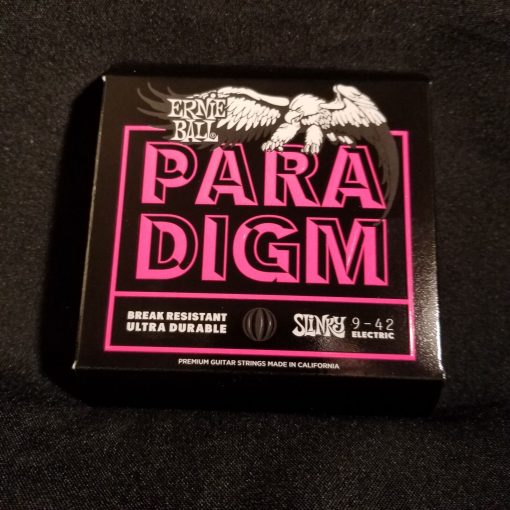 ERNIE
BALL
PARA
DIGM
BREAK RESISTANT
ULTRA DURABLE
SLINKY 9-42
ELECTRIC
PREMIUM GUITAR STRINGS MADE IN CALIFORNIA